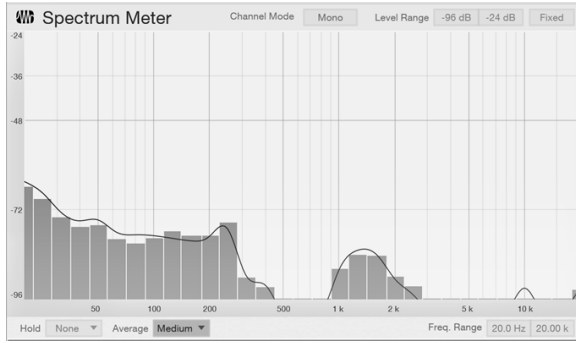 Spectrum Meter Channel Mode Mono Level Range -96 dB -24 dB Fixed
-24
-36
-48
-72
-96
50 100 200 500 1 k 2 k 5 k 10 k
Hold None Average Medium Freq. Range 20.0 Hz 20.00 k